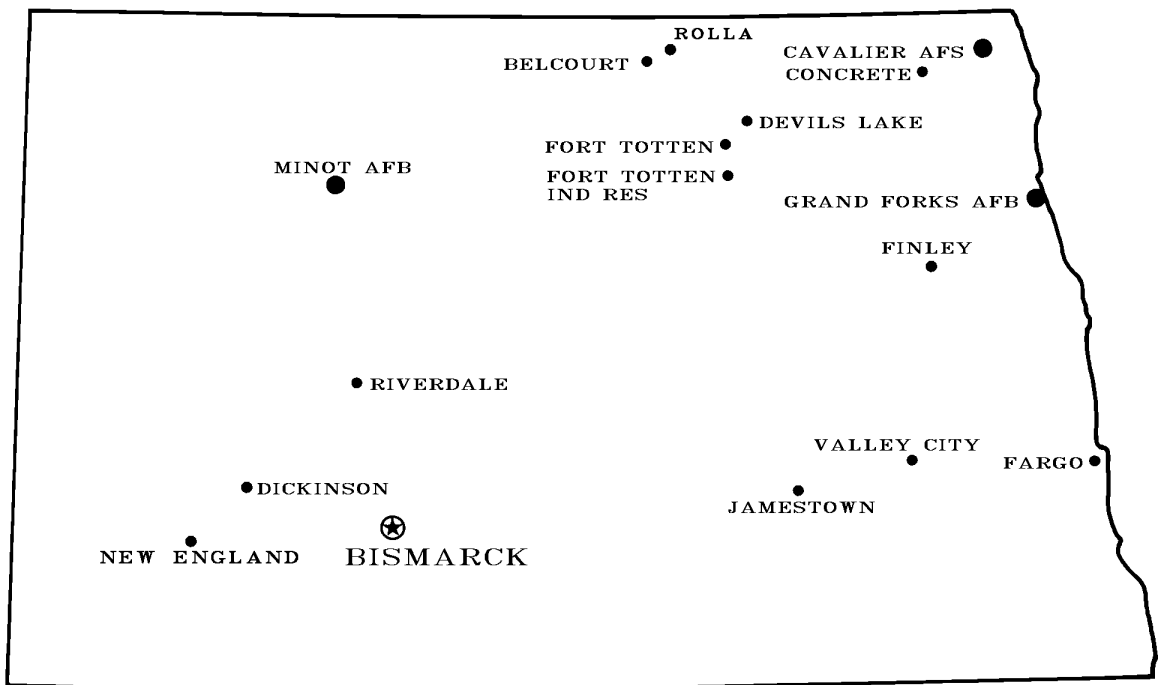 ROLLA
CAVALIER AFS
BELCOURT
CONCRETE
DEVILS LAKE
FORT TOTTEN
MINOT AFB
FORT TOTTEN
IND RES
GRAND FORKS AFB
FINLEY
RIVERDALE
VALLEY CITY
FARGO
DICKINSON
JAMESTOWN
NEW ENGLAND
BISMARCK